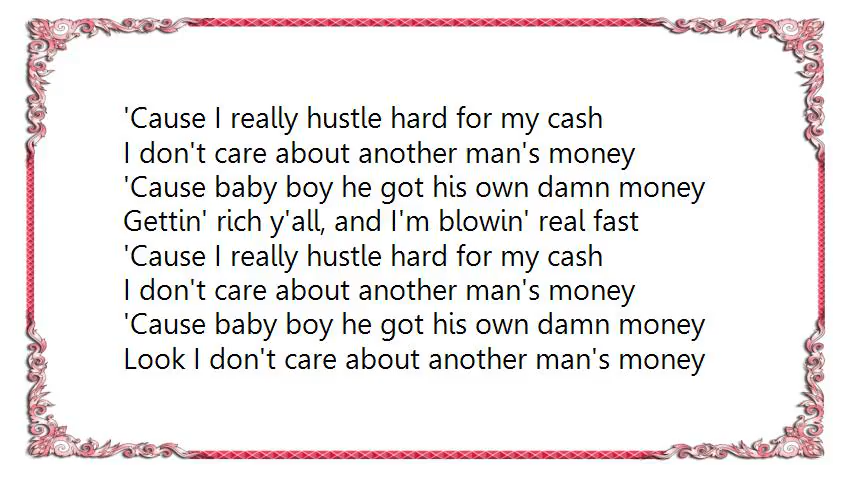 'Cause I really hustle hard for my cash
I don't care about another man's money
'Cause baby boy he got his own damn money
Gettin' rich y'all, and I'm blowin' real fast
'Cause I really hustle hard for my cash
I don't care about another man's money
'Cause baby boy he got his own damn money
Look I don't care about another man's money